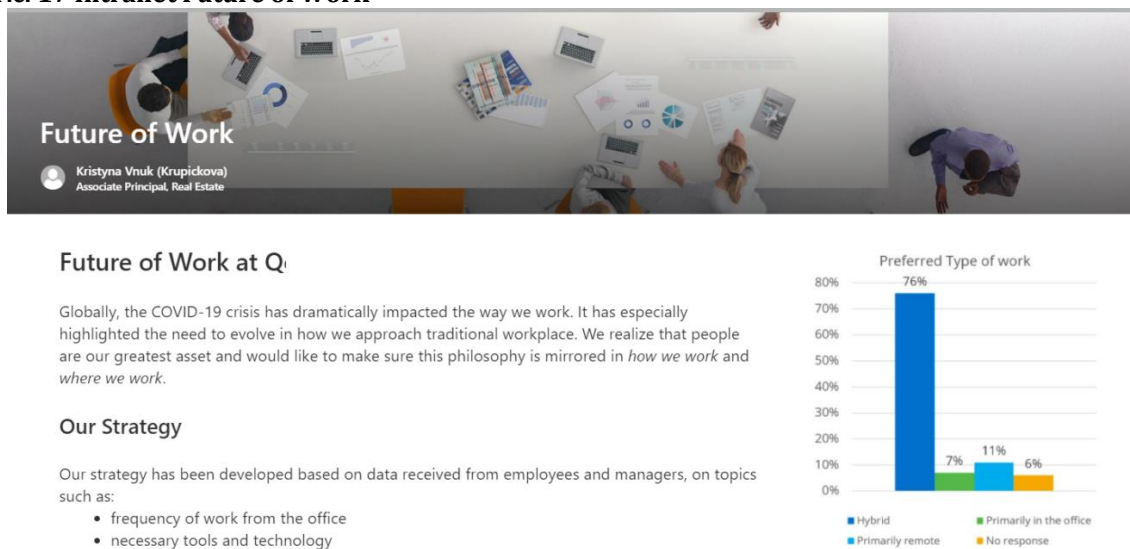 17 Intranet Future of Work
Future of Work
Kristyna Vnuk (Krupickova)
Associate Principal, Real Estate
Future of Work at
Globally, the COVID-19 crisis has dramatically impacted the way we work. It has especially
highlighted the need to evolve in how we approach traditional workplace. We realize that people
are our greatest asset and would like to make sure this philosophy is mirrored in how we work and
where we work.
Our Strategy
Our strategy has been developed based on data received from employees and managers, on topics
such as:
• frequency of work from the office
• necessary tools and technology
Preferred Type of work
80%
70%
60%
50%
40%
30%
20%
10%
0%
76%
7%
11%
6%
Hybrid
Primarily in the office
Primarily remote
No response